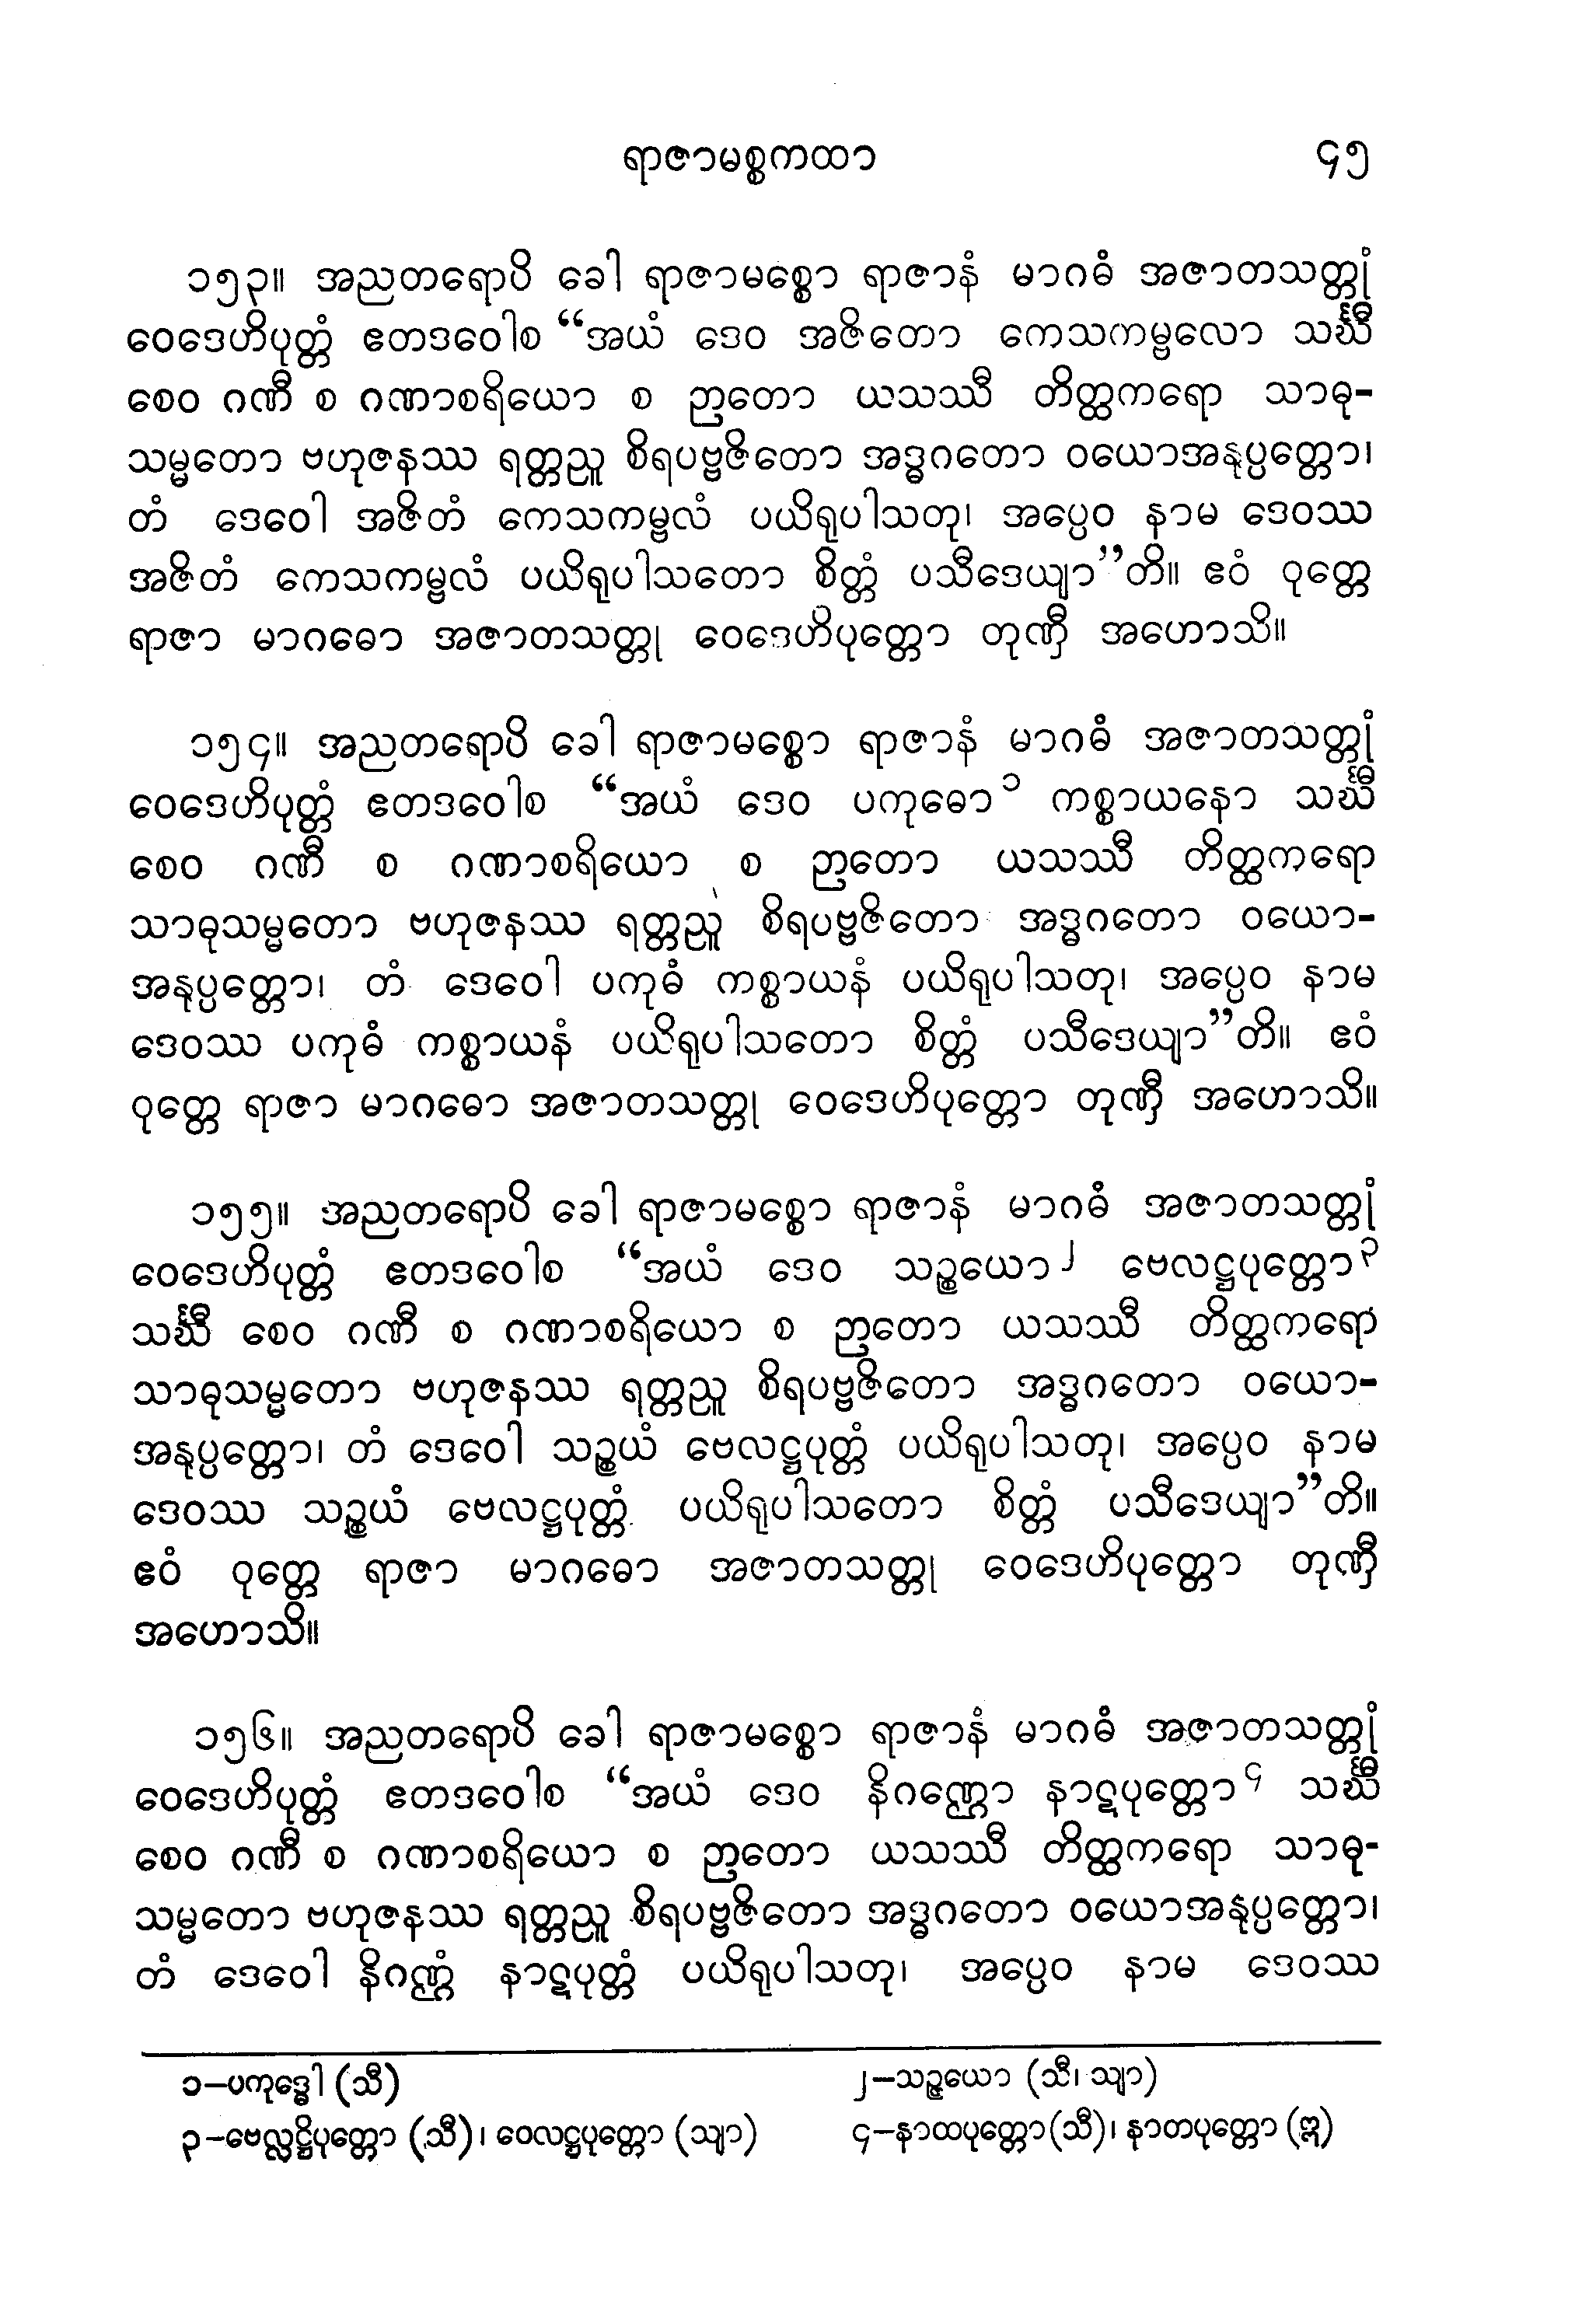 ရာဇာမစ္စကထာ ၄၅
၁၅၃။ အညတရောပိ ခေါ ရာဇာမစ္စော ရာဇာနံ မာဂဓံ အဇာတသတ္တုံ
ဝေဒေဟိပုတ္တံ ဧတဒဝေါစ “အယံ ဒေဝ အဇိတော ကေသကမ္ဗလော သင်္ဃီ
စေဝ ဂဏီ စ ဂဏာစရိယော စ ဉာတော ယသဿီ တိတ္ထကရော သာဓု-
သမ္မတော ဗဟုဇနဿ ရတ္တညူ စိရပဗ္ဗဇိတော အဒ္ဓဂတော ဝယောအနုပ္ပတ္တော၊
တံ ဒေဝေါ အဇိတံ ကေသကမ္ဗလံ ပယိရုပါသတု၊ အပ္ပေဝ နာမ ဒေဝဿ
အဇိတံ ကေသကမ္ဗလံ ပယိရုပါသတော စိတ္တံ ပသီဒေယျာ”တိ။ ဧဝံ ဝုတ္တေ
ရာဇာ မာဂဓော အဇာတသတ္တု ဝေဒေဟိပုတ္တော တုဏှီ အဟောသိ။
၁၅၄။ အညတရောပိ ခေါ ရာဇာမစ္စော ရာဇာနံ မာဂဓံ အဇာတသတ္တုံ
ဝေဒေဟိပုတ္တံ ဧတဒဝေါစ “အယံ ဒေဝ ပကုဓော၁ ကစ္စာယနော သင်္ဃီ
စေဝ ဂဏီ စ ဂဏာစရိယော စ ဉာတော ယသဿီ တိတ္ထကရော
သာဓုသမ္မတော ဗဟုဇနဿ ရတ္တညူ စိရပဗ္ဗဇိတော အဒ္ဓဂတော ဝယော-
အနုပ္ပတ္တော၊ တံ ဒေဝေါ ပကုဓံ ကစ္စာယနံ ပယိရုပါသတု၊ အပ္ပေဝ နာမ
ဒေဝဿ ပကုဓံ ကစ္စာယနံ ပယိရုပါသတော စိတ္တံ ပသီဒေယျာ”တိ။ ဧဝံ
ဝုတ္တေ ရာဇာ မာဂဓော အဇာတသတ္တု ဝေဒေဟိပုတ္တော တုဏှီ အဟောသိ။
၁၅၅။ အညတရောပိ ခေါ ရာဇာမစ္စော ရာဇာနံ မာဂဓံ အဇာတသတ္တုံ
ဝေဒေဟိပုတ္တံ ဧတဒဝေါစ “အယံ ဒေဝ သဉ္စယော၂ ဗေလဋ္ဌပုတ္တော၃
သင်္ဃီ စေဝ ဂဏီ စ ဂဏာစရိယော စ ဉာတော ယသဿီ တိတ္ထကရော
သာဓုသမ္မတော ဗဟုဇနဿ ရတ္တညူ စိရပဗ္ဗဇိတော အဒ္ဓဂတော ဝယော-
အနုပ္ပတ္တော၊ တံ ဒေဝေါ သဉ္စယံ ဗေလဋ္ဌပုတ္တံ ပယိရုပါသတု၊ အပ္ပေဝ နာမ
ဒေဝဿ သဉ္စယံ ဗေလဋ္ဌပုတ္တံ ပယိရုပါသတော စိတ္တံ ပသီဒေယျာ”တိ။
ဧဝံ ဝုတ္တေ ရာဇာ မာဂဓော အဇာတသတ္တု ဝေဒေဟိပုတ္တော တုဏှီ
အဟောသိ။
၁၅၆။ အညတရောပိ ခေါ ရာဇာမစ္စော ရာဇာနံ မာဂဓံ အဇာတသတ္တုံ
ဝေဒေဟိပုတ္တံ ဧတဒဝေါစ “အယံ ဒေဝ နိဂဏ္ဌော နာဋပုတ္တော၄ သင်္ဃီ
စေဝ ဂဏီ စ ဂဏာစရိယော စ ဉာတော ယသဿီ တိတ္ထကရော သာဓု-
သမ္မတော ဗဟုဇနဿ ရတ္တညူ စိရပဗ္ဗဇိတော အဒ္ဓဂတော ဝယောအနုပ္ပတ္တော၊
တံ ဒေဝေါ နိဂဏ္ဌံ နာဋပုတ္တံ ပယိရုပါသတု၊ အပ္ပေဝ နာမ ဒေဝဿ
၁–ပကုဒ္ဓေါ (သီ) ၂–သဉ္ဇယော (သီ၊ သျာ)
၃–ဗေလ္လဋ္ဌိပုတ္တော (သီ)၊ ဝေလဋ္ဌပုတ္တော (သျာ) ၄–နာထပုတ္တော (သီ)၊ နာတပုတ္တော (ဣ)